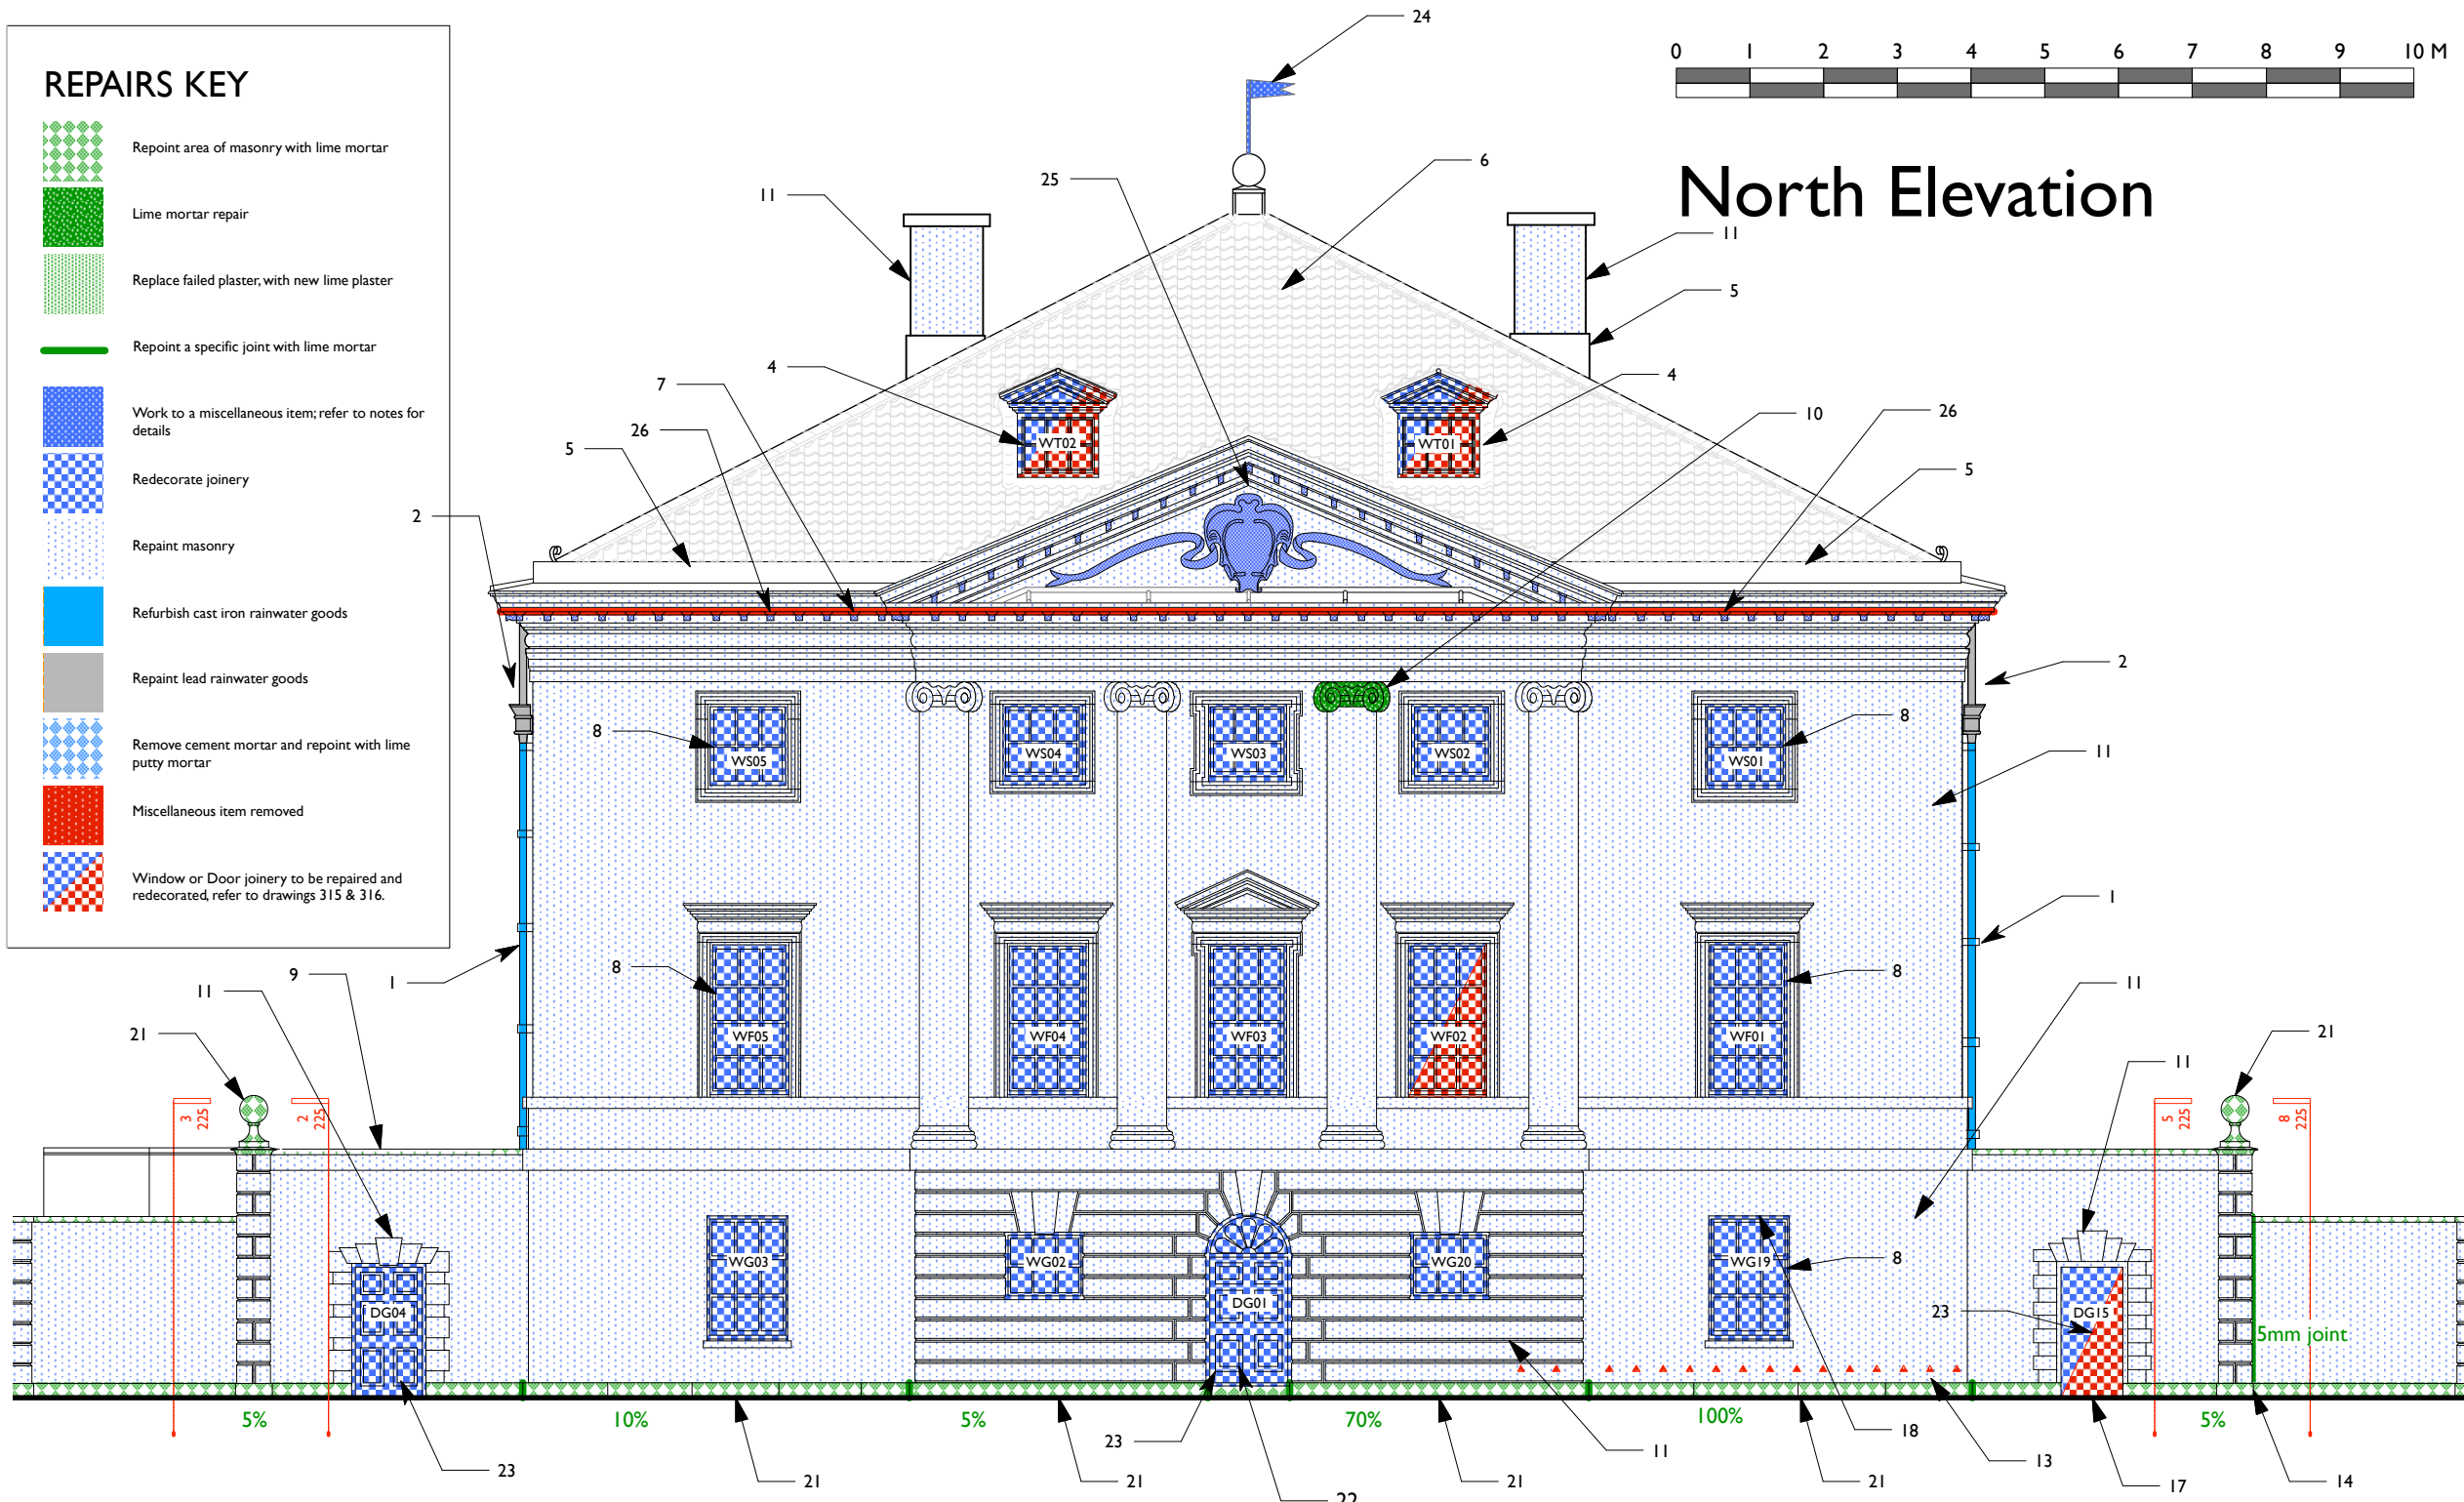 REPAIRS KEY
Repoint area of masonry with lime mortar
Lime mortar repair
Replace failed plaster, with new lime plaster
Repoint a specific joint with lime mortar
Work to a miscellaneous item; refer to notes for
details
Redecorate joinery
Repaint masonry
Refurbish cast iron rainwater goods
Repaint lead rainwater goods
Remove cement mortar and repoint with lime
putty mortar
Miscellaneous item removed
Window or Door joinery to be repaired and
redecorated, refer to drawings 315 & 316.
0 1 2 3 4 5 6 7 8 9 10 M
North Elevation
24
6
25
11
11
5
4
7
4
10
26
26
5
5
2
WT02
WT01
2
8
8
11
WS05
WS04
WS03
WS02
WS01
1
1
9
11
8
8
11
21
21
11
WF05
WF04
WF03
WF02
WF01
3
225
2
225
5
225
8
225
WG03
WG02
WG20
WG19
8
DG04
DG01
DG15
23
5mm joint
5%
10%
5%
70%
100%
5%
23
23
21
21
22
21
11
18
21
13
17
14